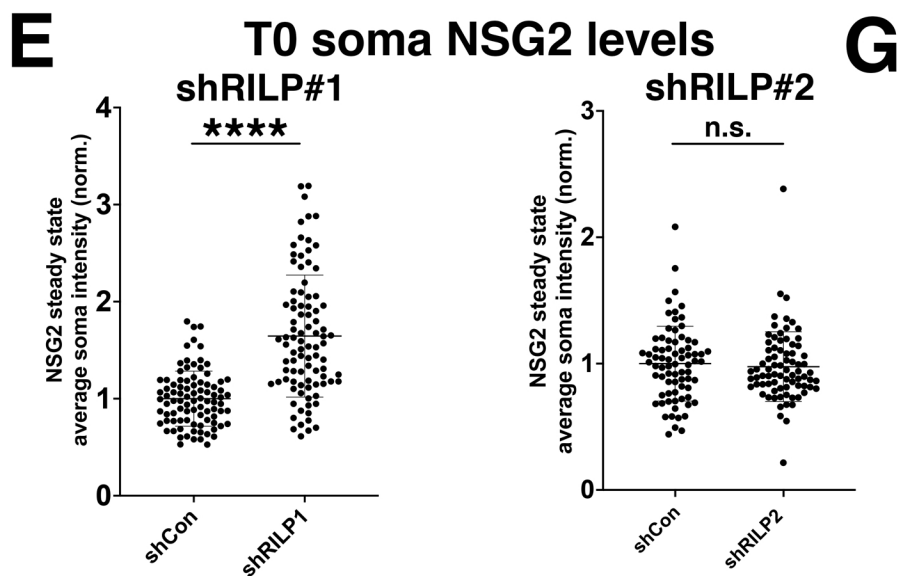 E
T0 soma NSG2 levels
G
shRILP#1
NSG2 steady state
average soma intensity (norm.)
4
3
2
1
0
****
shCon
shRILP1
shRILP#2
NSG2 steady state
average soma intensity (norm.)
3
2
1
0
n.s.
shCon
shRILP2